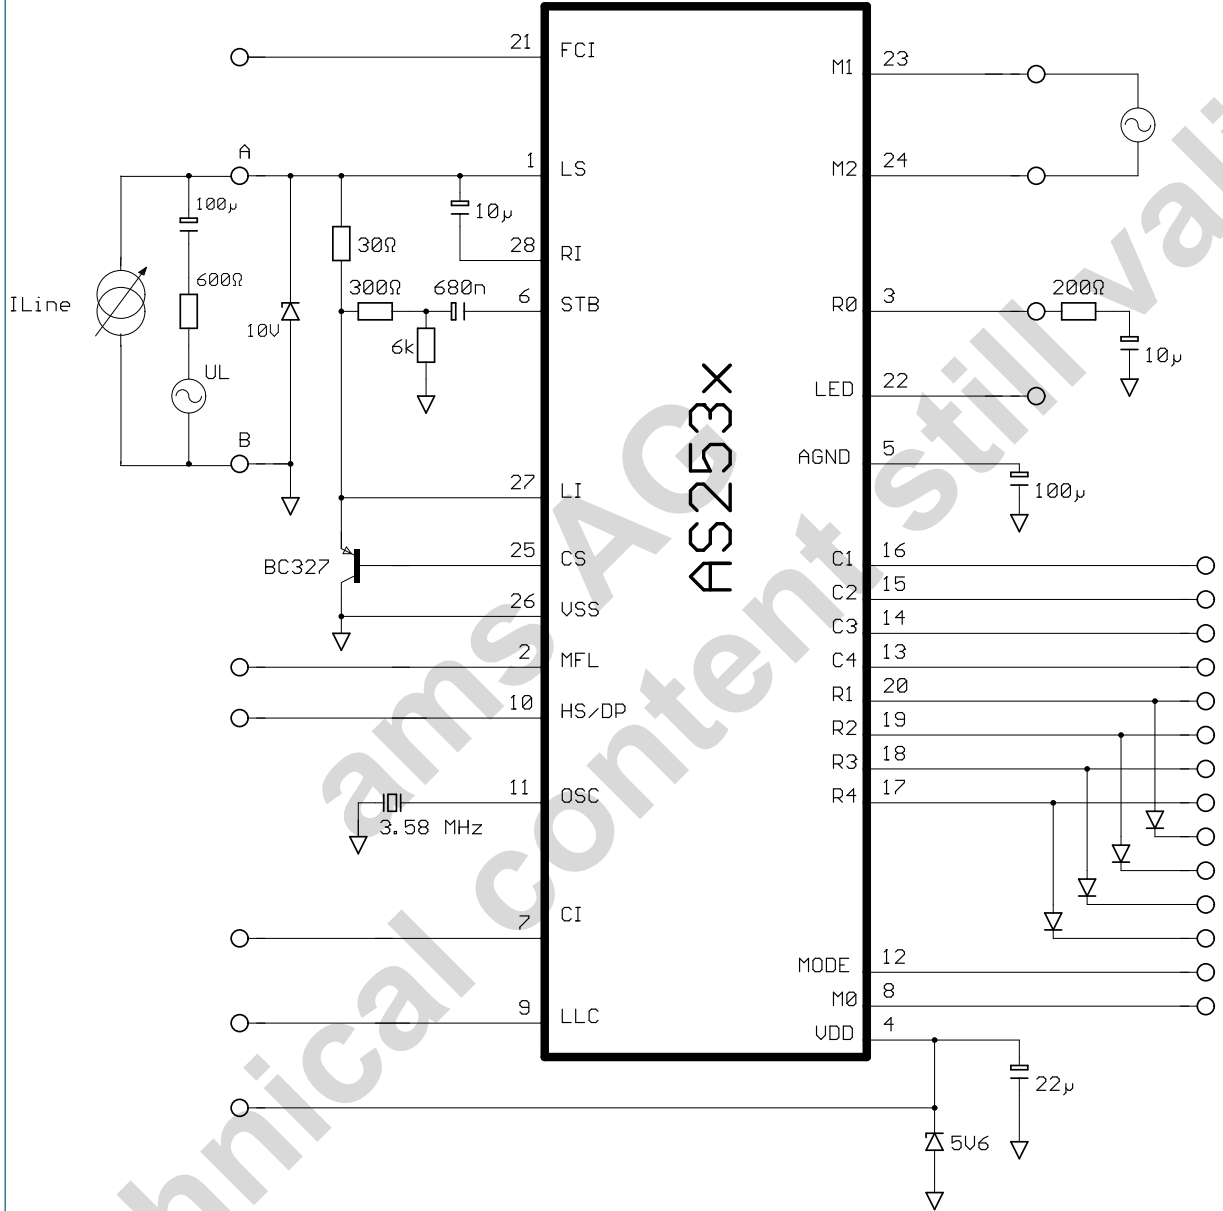 21
FCI
M1
23
A
1
LS
M2
24
100µ
10µ
28
RI
30Ω
600Ω
300Ω
680n
6
STB
R0
3
200Ω
ILine
10V
6k
10µ
UL
LED
22
B
AGND
5
27
LI
100µ
AS253x
BC327
25
CS
C1
16
26
VSS
C2
15
C3
14
2
MFL
C4
13
10
HS/DP
R1
20
R2
19
R3
18
11
OSC
R4
17
3.58 MHz
7
CI
MODE
12
M0
8
9
LLC
VDD
4
22µ
5V6
ams AG
hnical content still vali